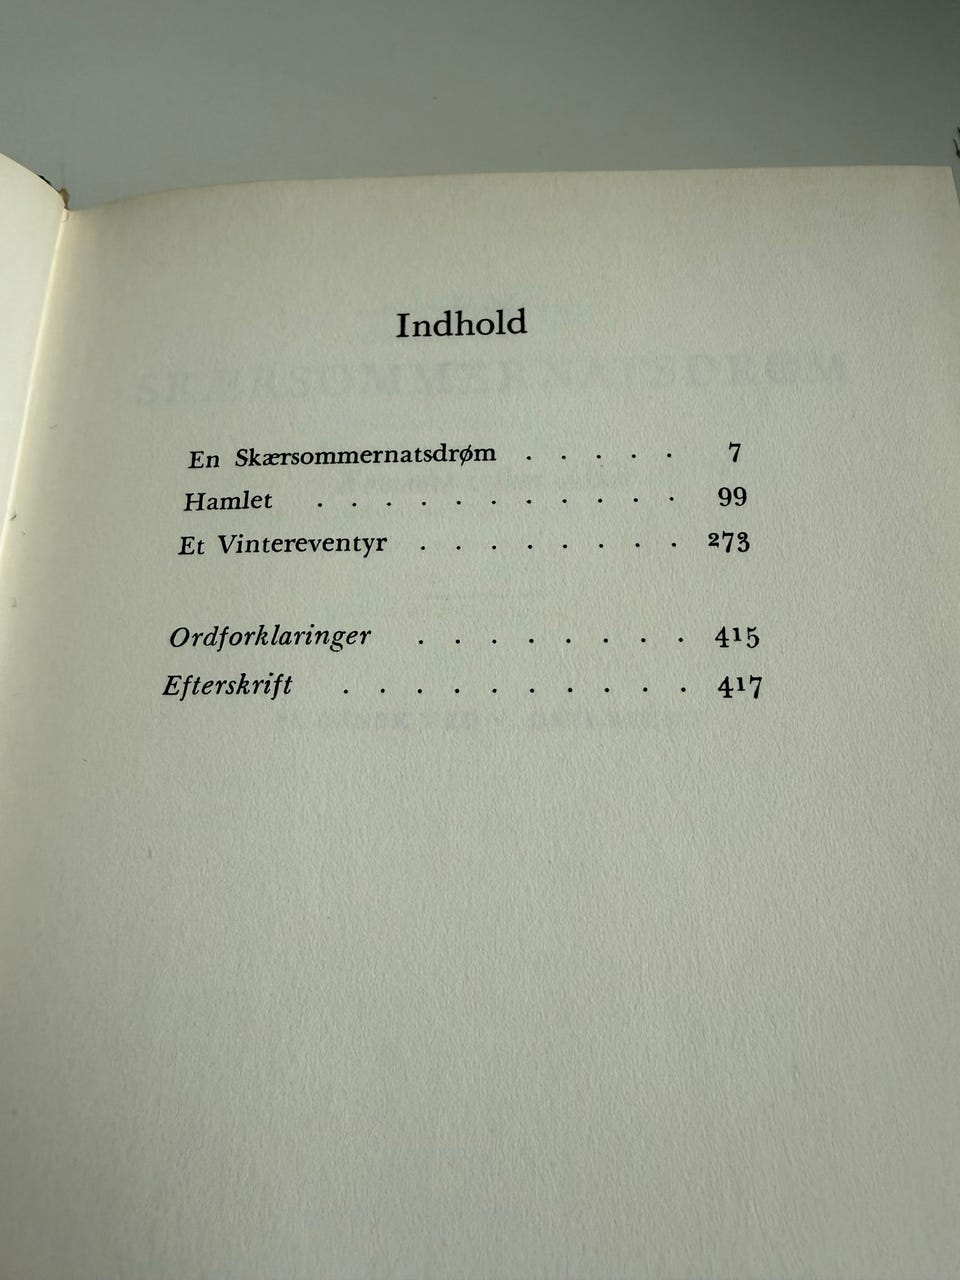 Indhold
En Skærsommernatsdrøm . . . . . 7
Hamlet . . . . . . . . . . . 99
Et Vintereventyr . . . . . . . . 273
Ordforklaringer . . . . . . . . 415
Efterskrift . . . . . . . . . . 417